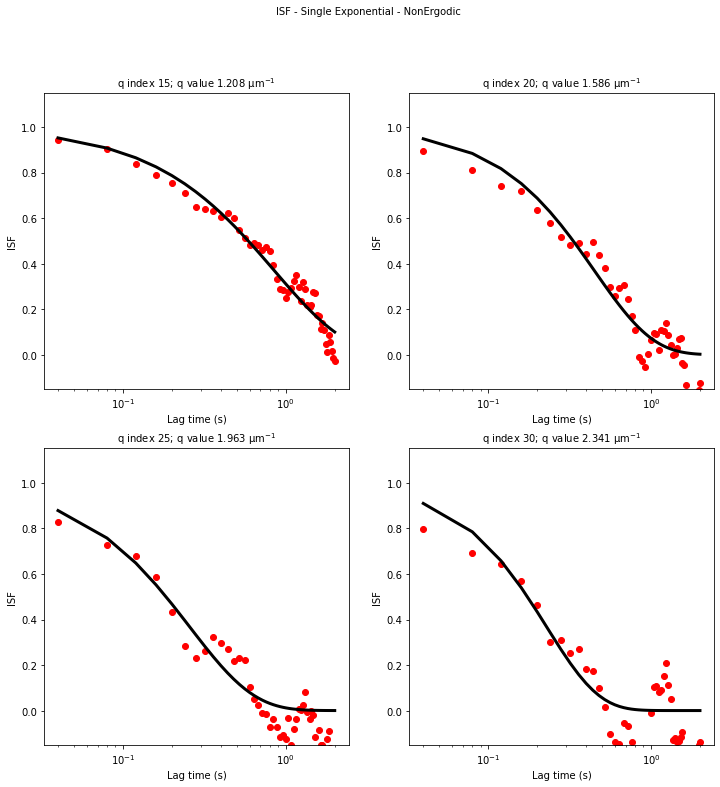 ISF - Single Exponential - NonErgodic
q index 15; q value 1.208 μm⁻¹
q index 20; q value 1.586 μm⁻¹
1.0
0.8
0.6
0.4
0.2
0.0
ISF
10⁻¹
10⁰
Lag time (s)
1.0
0.8
0.6
0.4
0.2
0.0
ISF
10⁻¹
10⁰
Lag time (s)
q index 25; q value 1.963 μm⁻¹
q index 30; q value 2.341 μm⁻¹
1.0
0.8
0.6
0.4
0.2
0.0
ISF
10⁻¹
10⁰
Lag time (s)
1.0
0.8
0.6
0.4
0.2
0.0
ISF
10⁻¹
10⁰
Lag time (s)